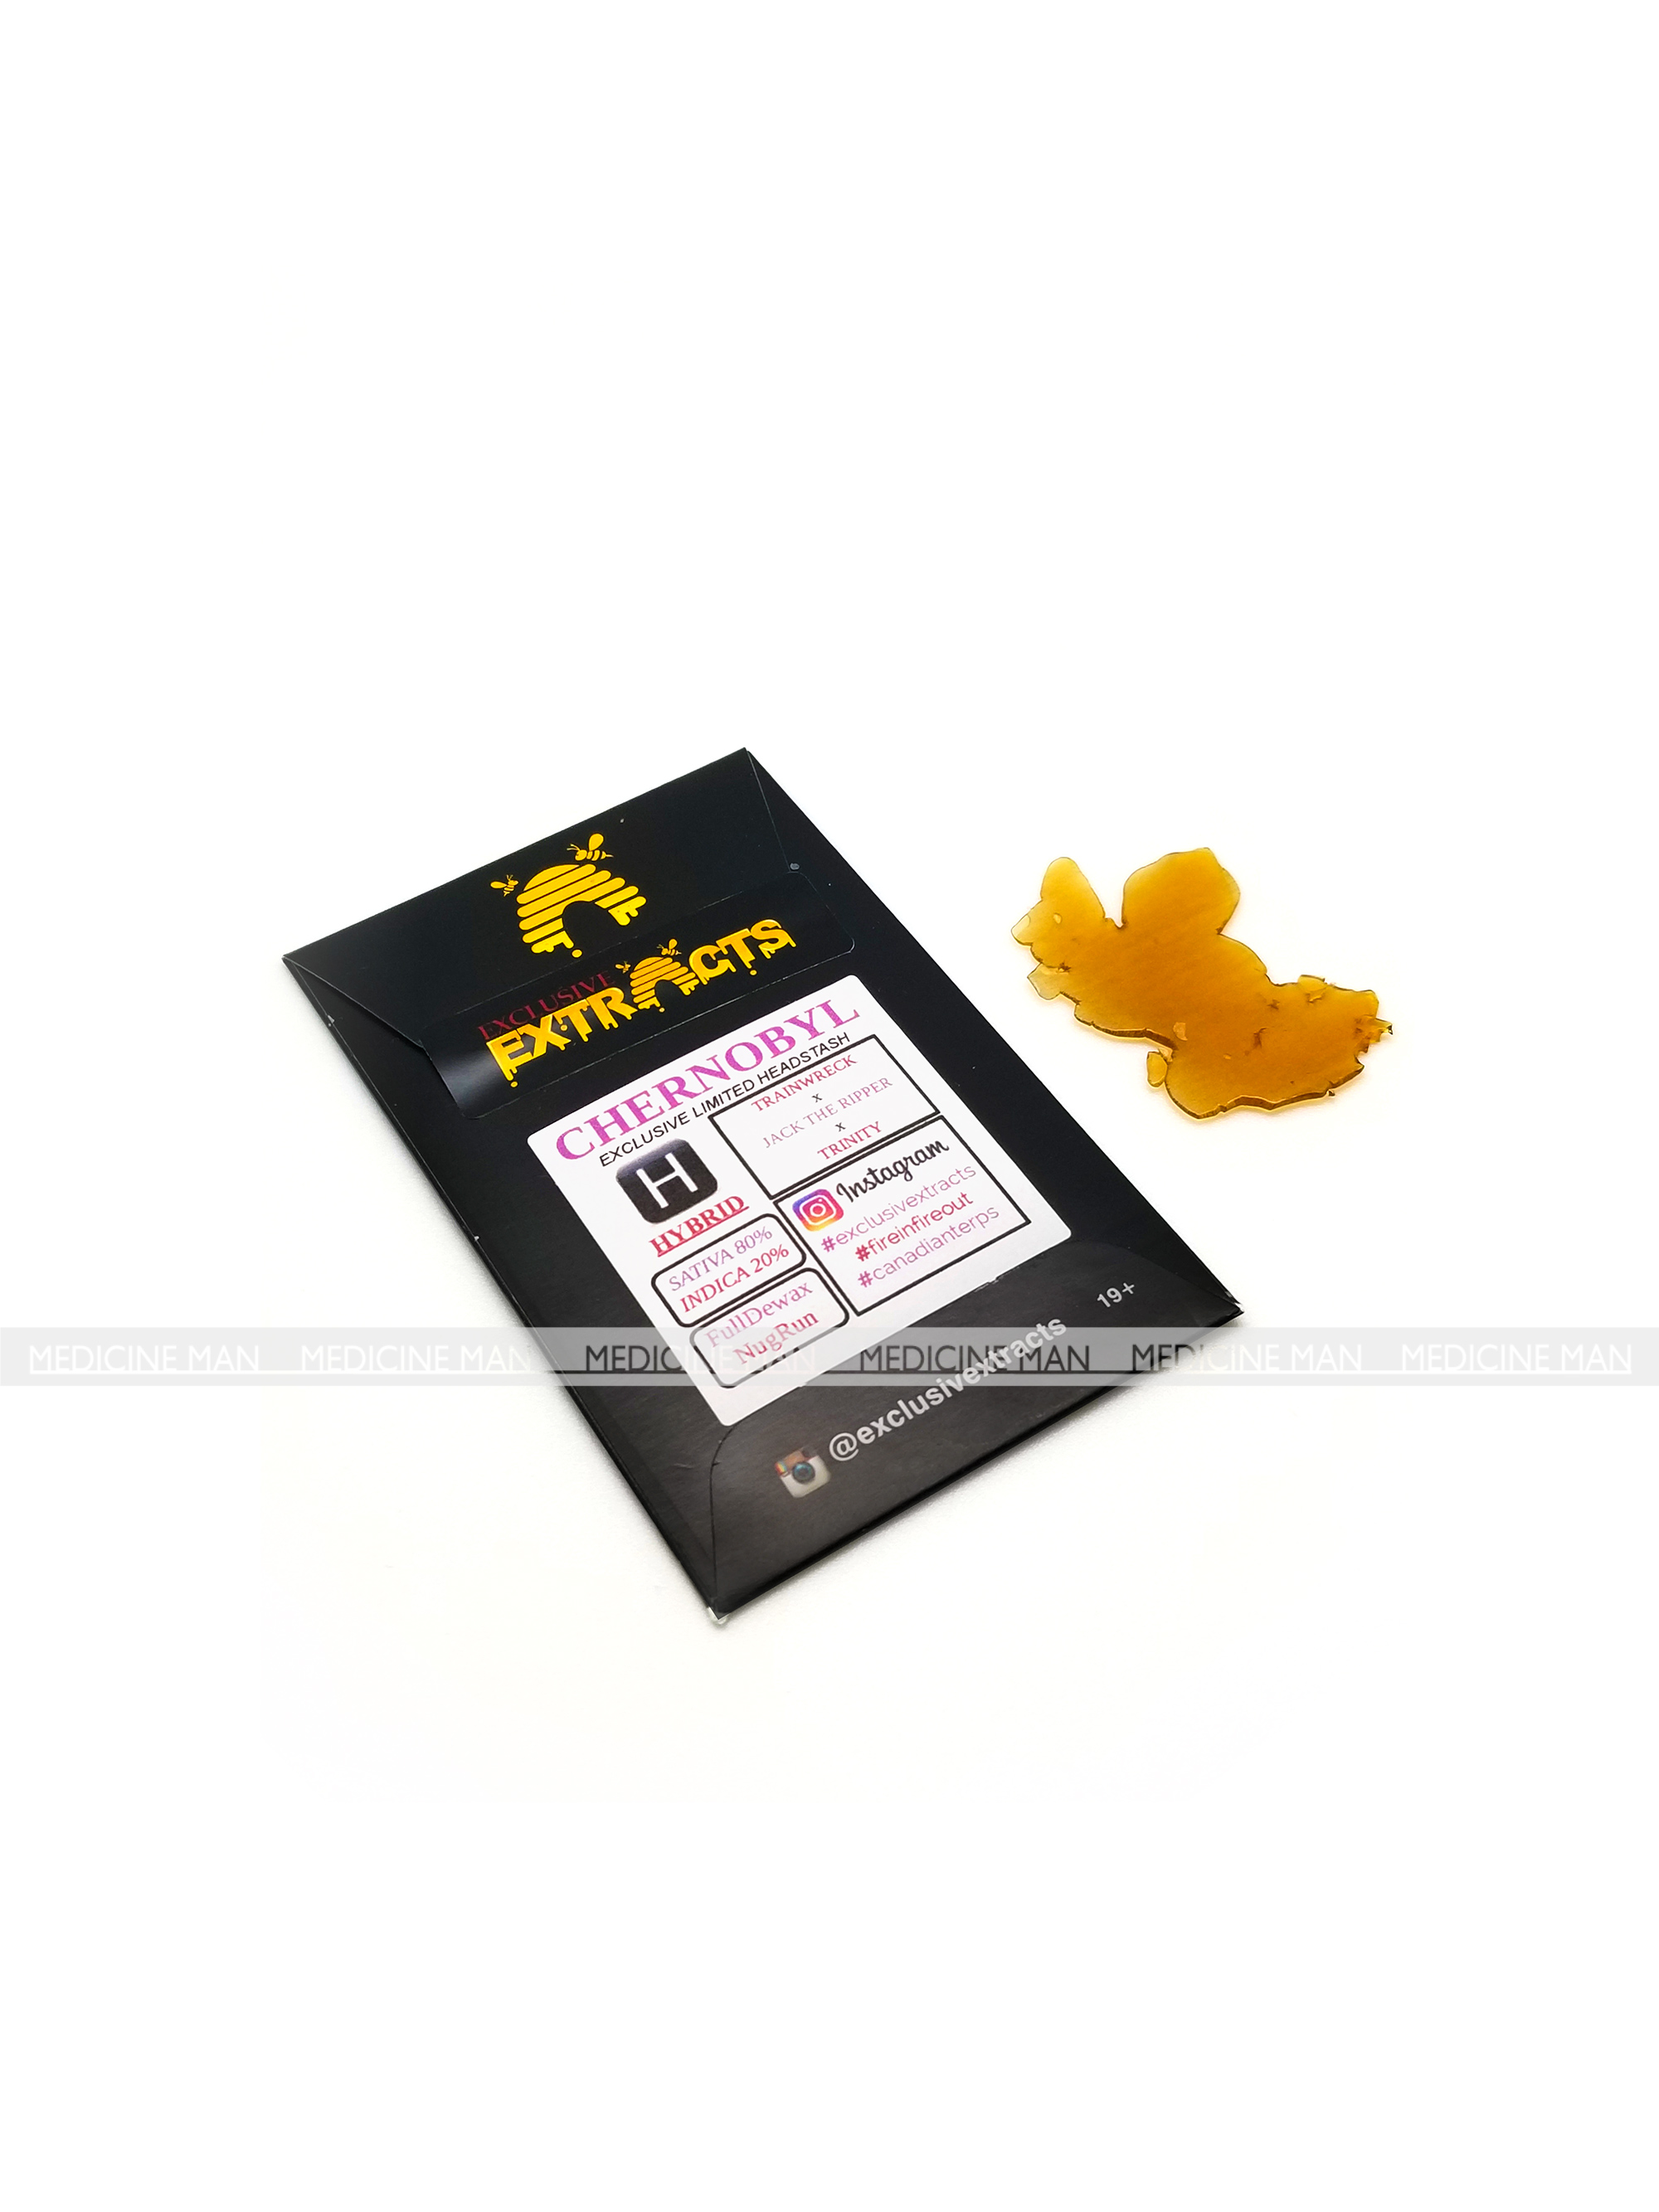 EXCLUSIVE
EXTRACTS
CHERNOBYL
EXCLUSIVE LIMITED HEADSTASH
H
HYBRID
SATIVA 80%
INDICA 20%
FullDewax
NugRun
TRAINWRECK
x
JACK THE RIPPER
x
TRINITY
Instagram
#exclusivextracts
#fireinfireout
#canadianterps
19+
@exclusivextracts
MEDICINE MAN MEDICINE MAN MEDICINE MAN MEDICINE MAN MEDICINE MAN MEDICINE MAN